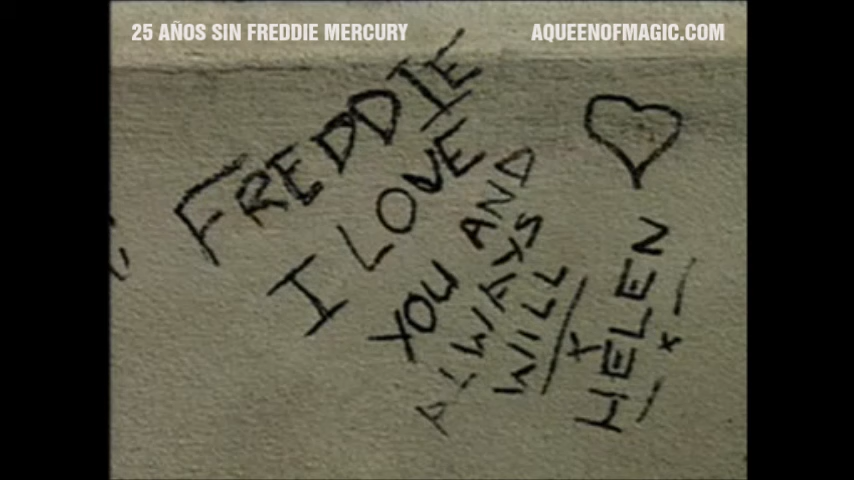 25 AÑOS SIN FREDDIE MERCURY
AQUEENOFMAGIC.COM
FREDDIE
I LOVE
YOU AND
ALWAYS
WILL
X
HELEN
X